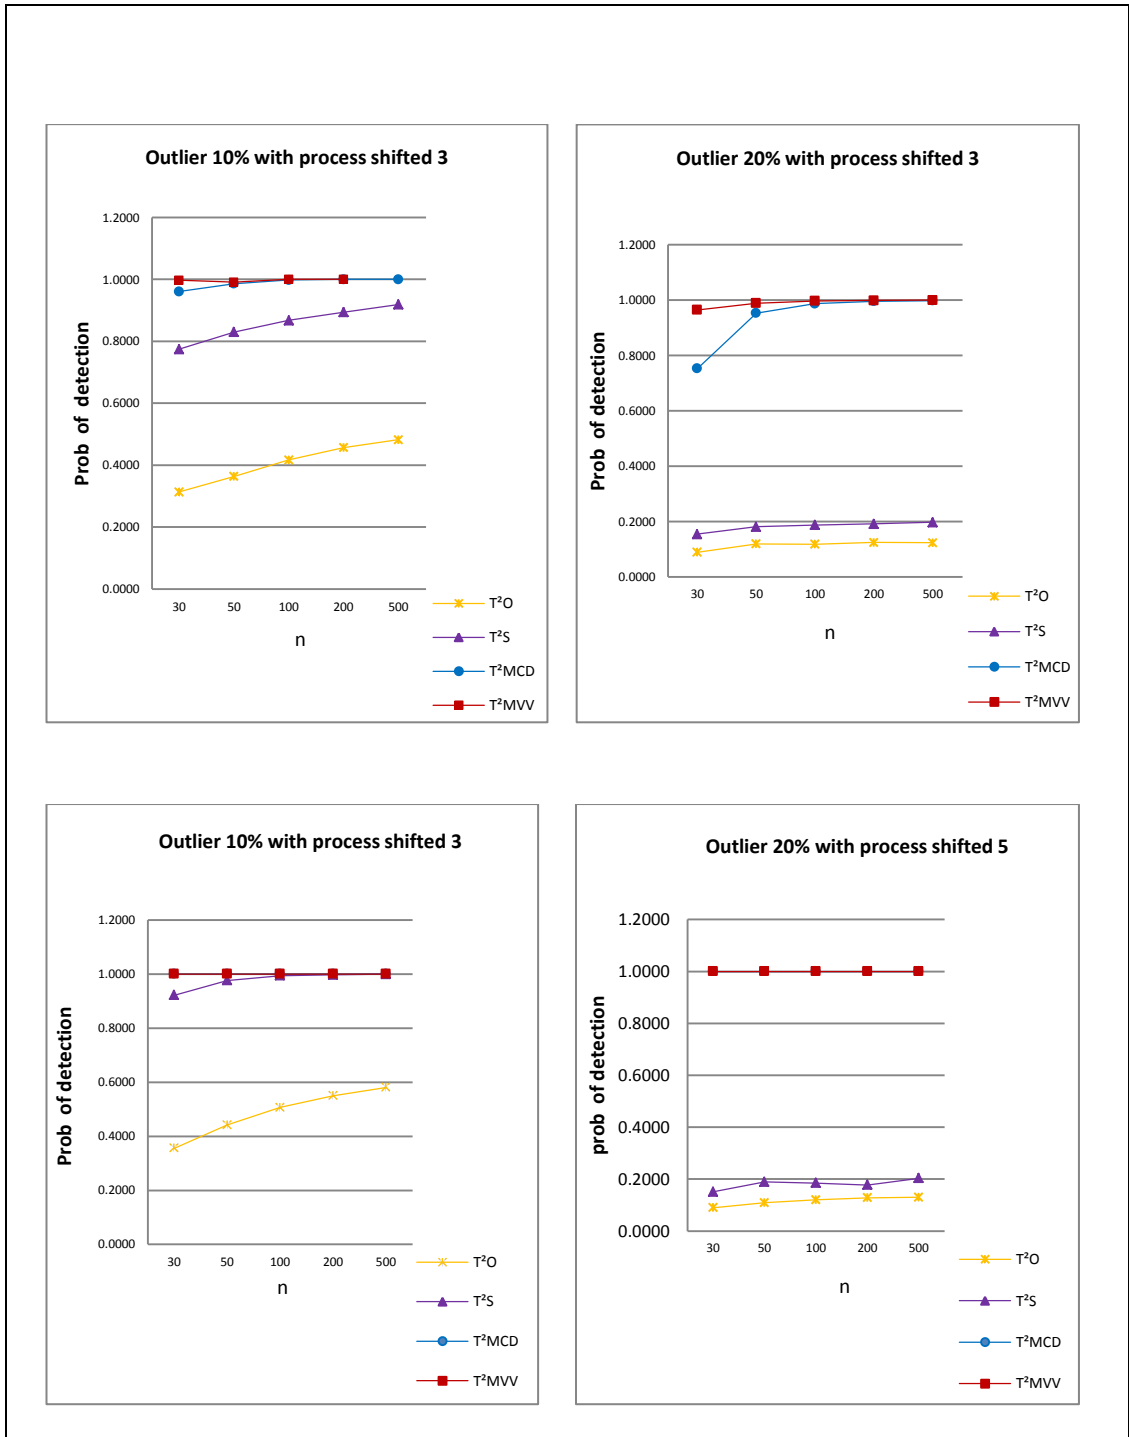 Outlier 10% with process shifted 3
1.2000
1.0000
0.8000
0.6000
0.4000
0.2000
0.0000
Prob of detection
30 50 100 200 500
n
T²O
T²S
T²MCD
T²MVV
Outlier 20% with process shifted 3
1.2000
1.0000
0.8000
0.6000
0.4000
0.2000
0.0000
Prob of detection
30 50 100 200 500
n
T²O
T²S
T²MCD
T²MVV
Outlier 10% with process shifted 3
1.2000
1.0000
0.8000
0.6000
0.4000
0.2000
0.0000
Prob of detection
30 50 100 200 500
n
T²O
T²S
T²MCD
T²MVV
Outlier 20% with process shifted 5
1.2000
1.0000
0.8000
0.6000
0.4000
0.2000
0.0000
prob of detection
30 50 100 200 500
n
T²O
T²S
T²MCD
T²MVV